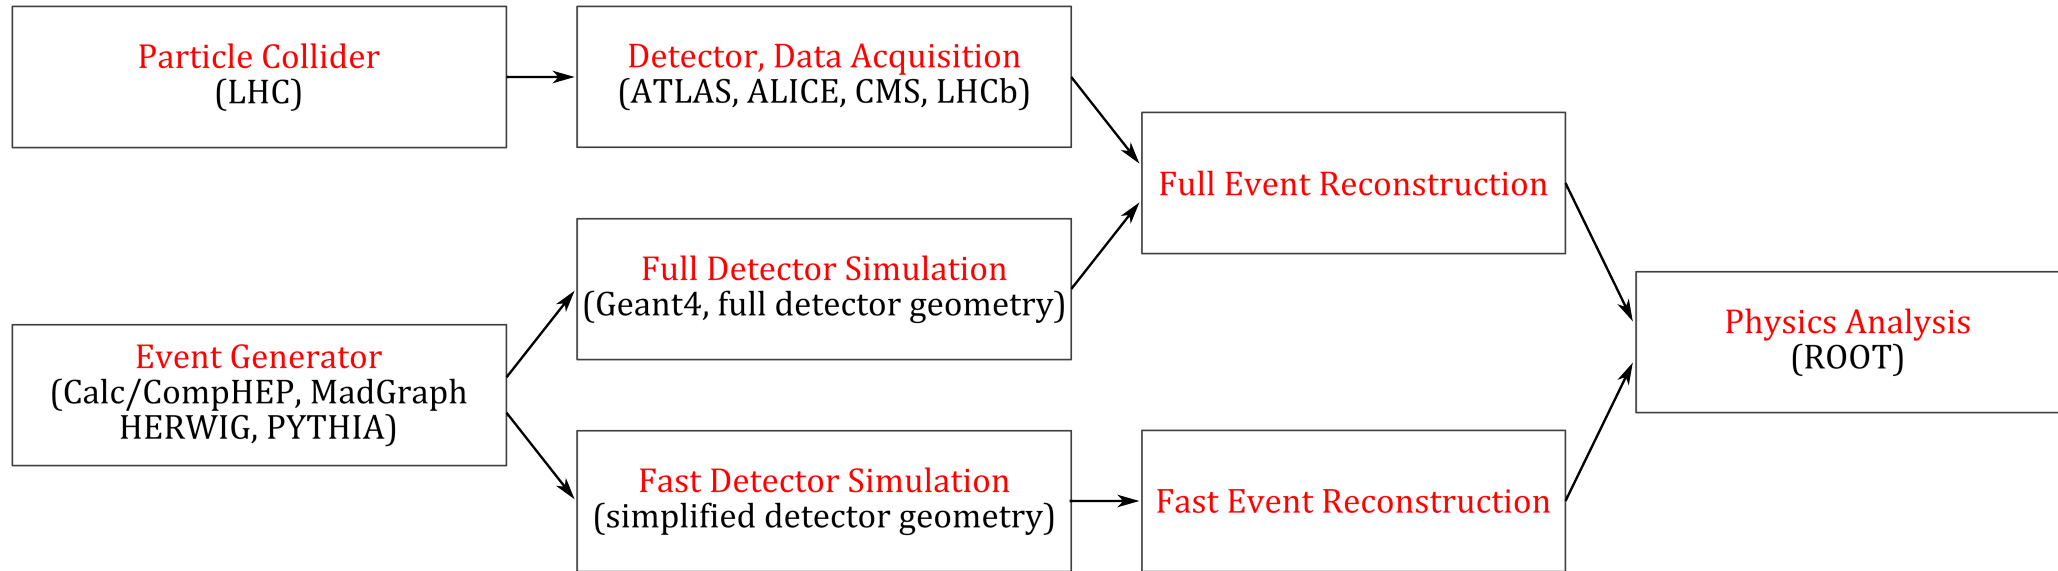 Particle Collider
(LHC)
Detector, Data Acquisition
(ATLAS, ALICE, CMS, LHCb)
Full Event Reconstruction
Full Detector Simulation
(Geant4, full detector geometry)
Event Generator
(Calc/CompHEP, MadGraph
HERWIG, PYTHIA)
Physics Analysis
(ROOT)
Fast Detector Simulation
(simplified detector geometry)
Fast Event Reconstruction